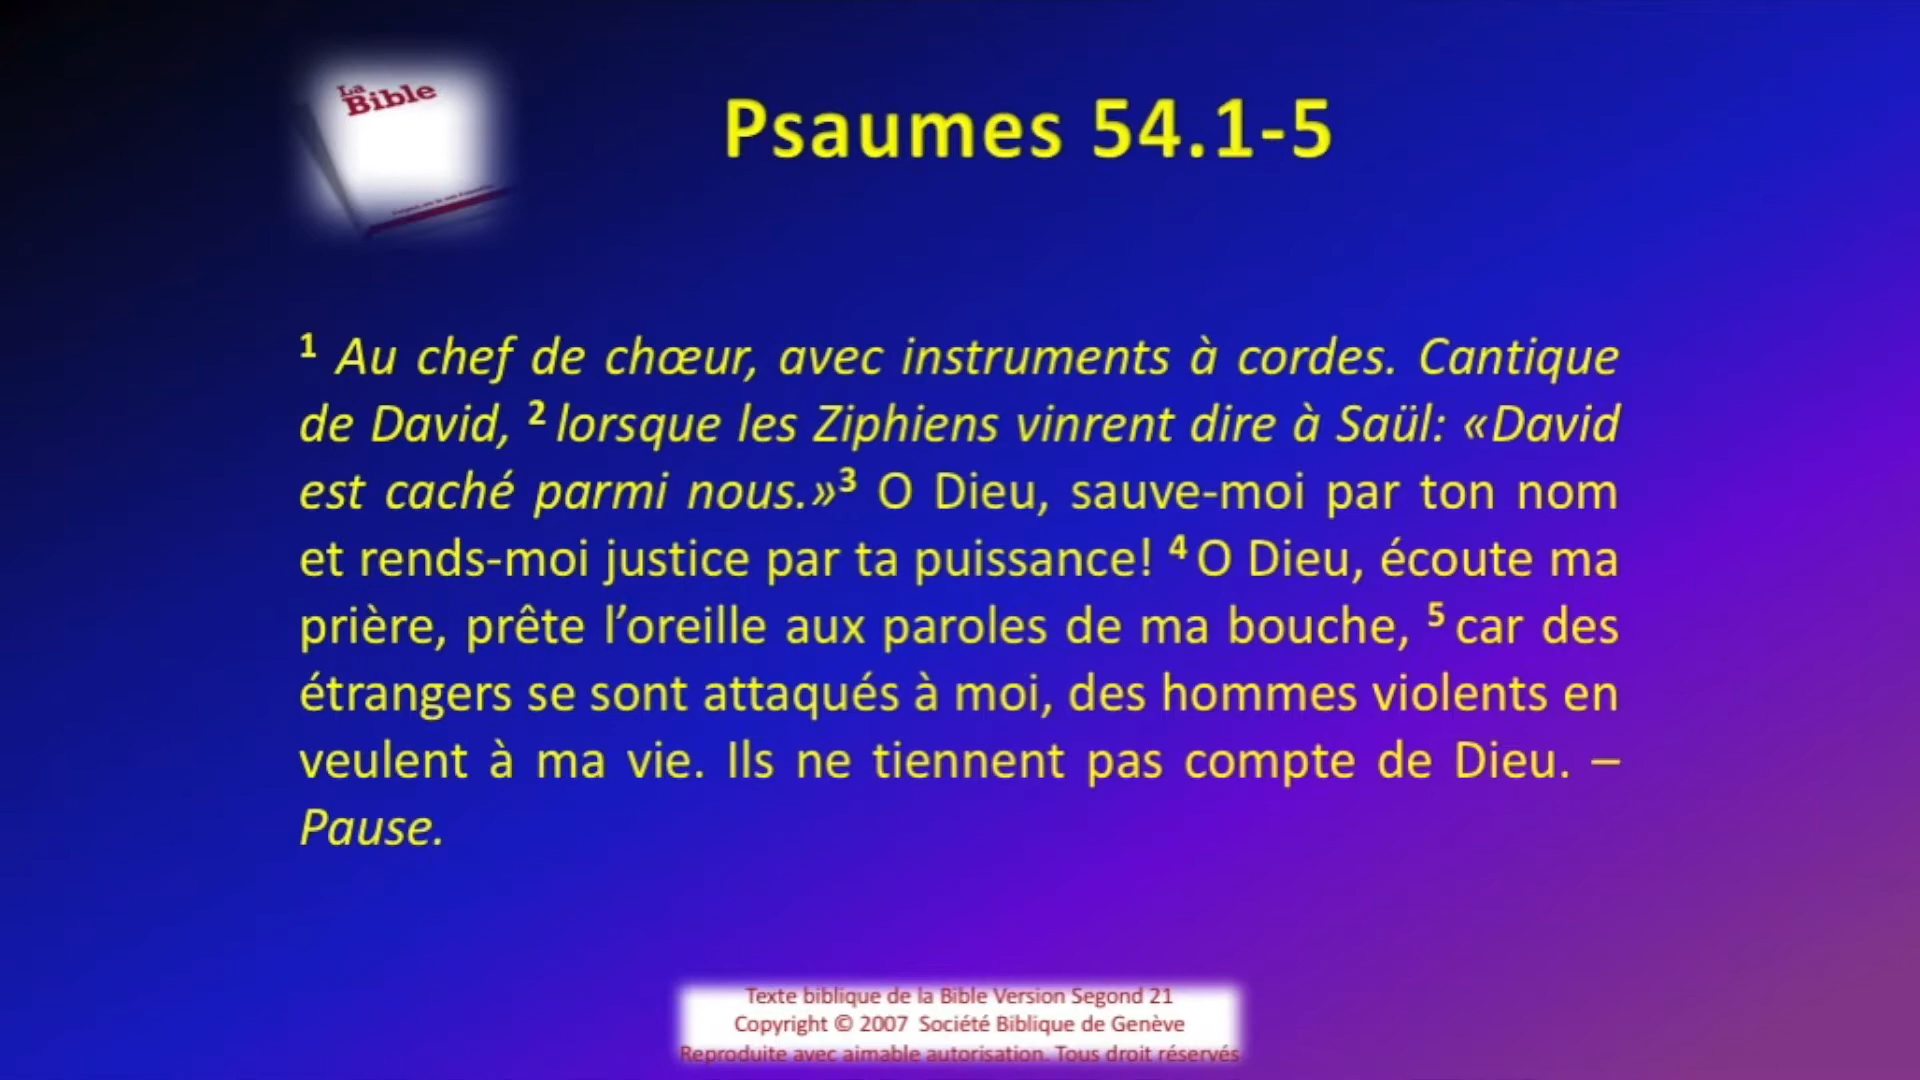 La
Bible
Psaumes 54.1-5
1 Au chef de chœur, avec instruments à cordes. Cantique
de David, 2 lorsque les Ziphiens vinrent dire à Saül: «David
est caché parmi nous.»3 O Dieu, sauve-moi par ton nom
et rends-moi justice par ta puissance! 4 O Dieu, écoute ma
prière, prête l’oreille aux paroles de ma bouche, 5 car des
étrangers se sont attaqués à moi, des hommes violents en
veulent à ma vie. Ils ne tiennent pas compte de Dieu. –
Pause.
Texte biblique de la Bible Version Segond 21
Copyright © 2007 Société Biblique de Genève
Reproduite avec aimable autorisation. Tous droit réservés